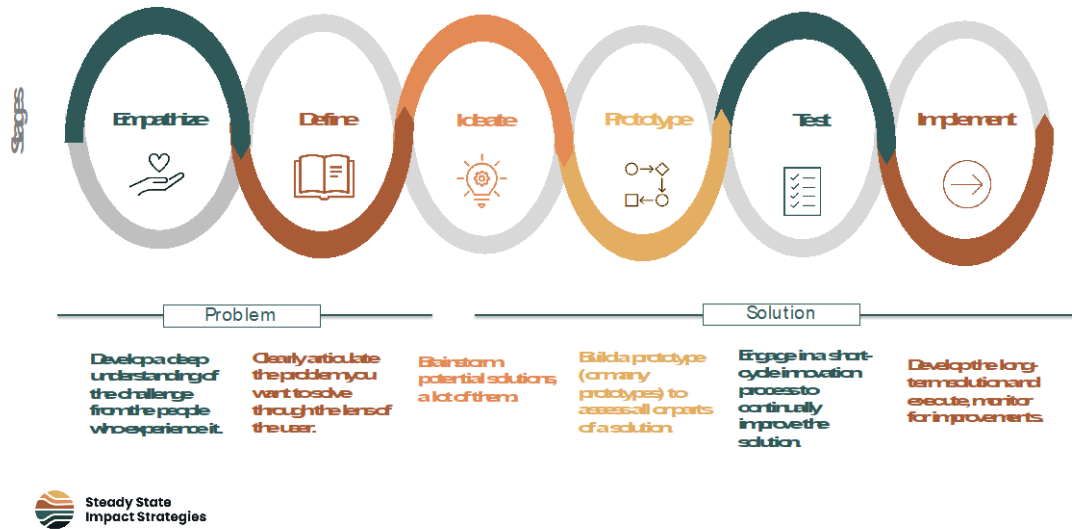 Stages
Empathize
Define
Ideate
Prototype
Test
Implement
Problem
Solution
Develop a deep
understanding of
the challenge
from the people
who experience it.
Clearly articulate
the problem you
want to solve
through the lens of
the user.
Brainstorm
potential solutions,
a lot of them.
Build a prototype
(or many
prototypes) to
assess all or parts
of a solution.
Engage in a short-
cycle innovation
process to
continually
improve the
solution.
Develop the long-
term solution and
execute, monitor
for improvements.
Steady State
Impact Strategies